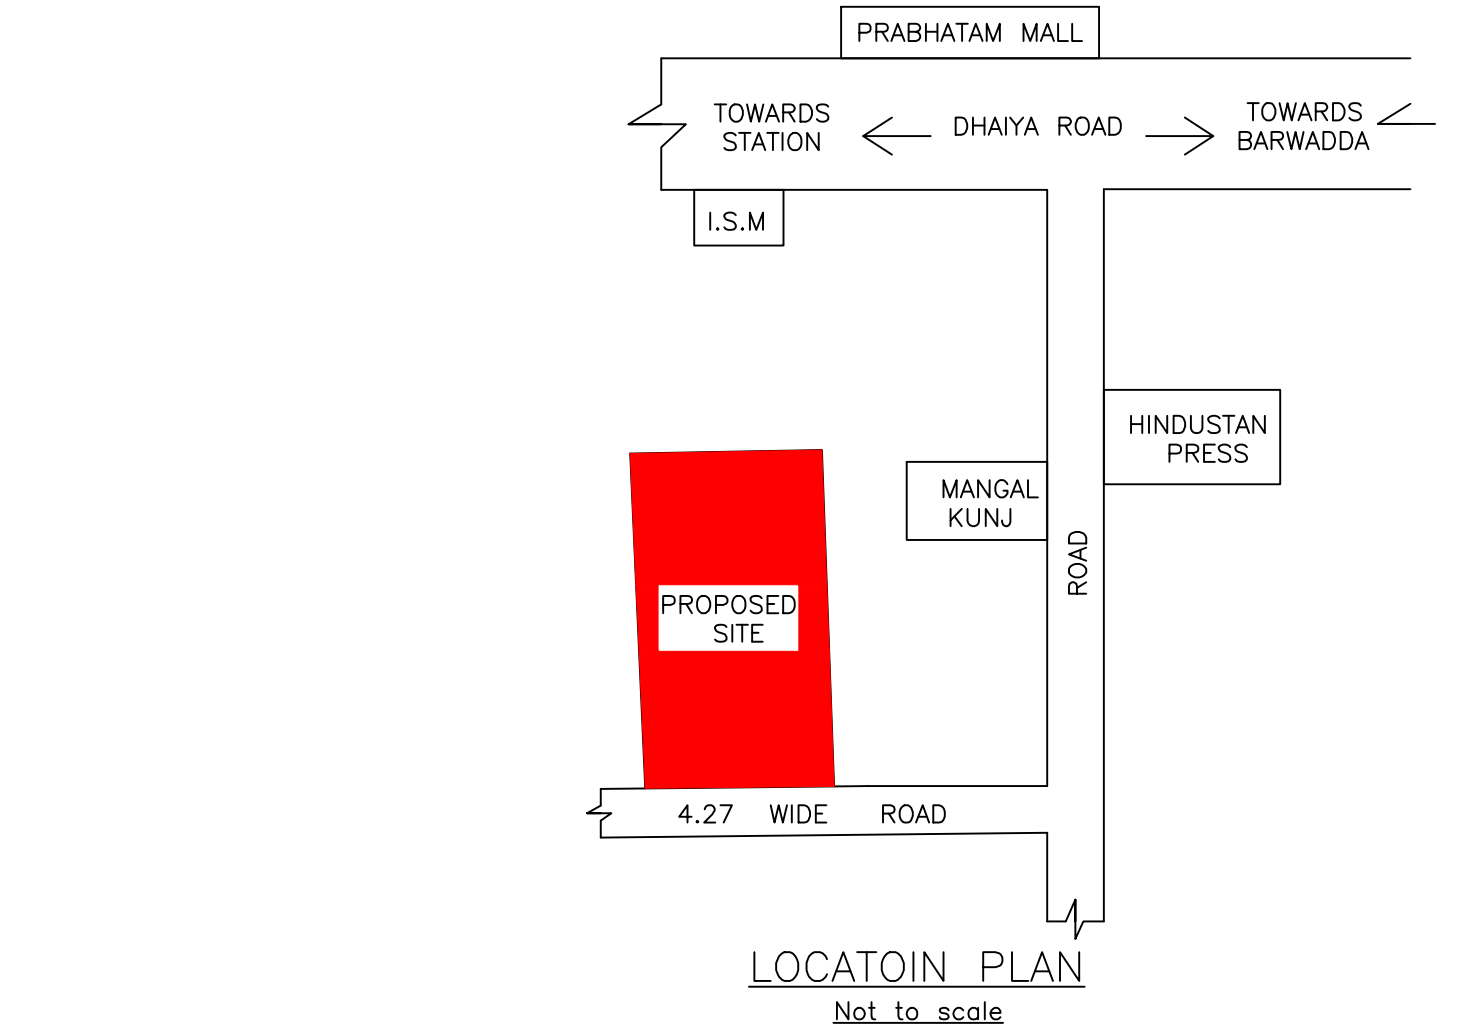 PRABHATAM MALL
TOWARDS
STATION
DHAIYA ROAD
TOWARDS
BARWADDA
I.S.M
HINDUSTAN
PRESS
MANGAL
KUNJ
ROAD
PROPOSED
SITE
4.27 WIDE ROAD
LOCATOIN PLAN
Not to scale